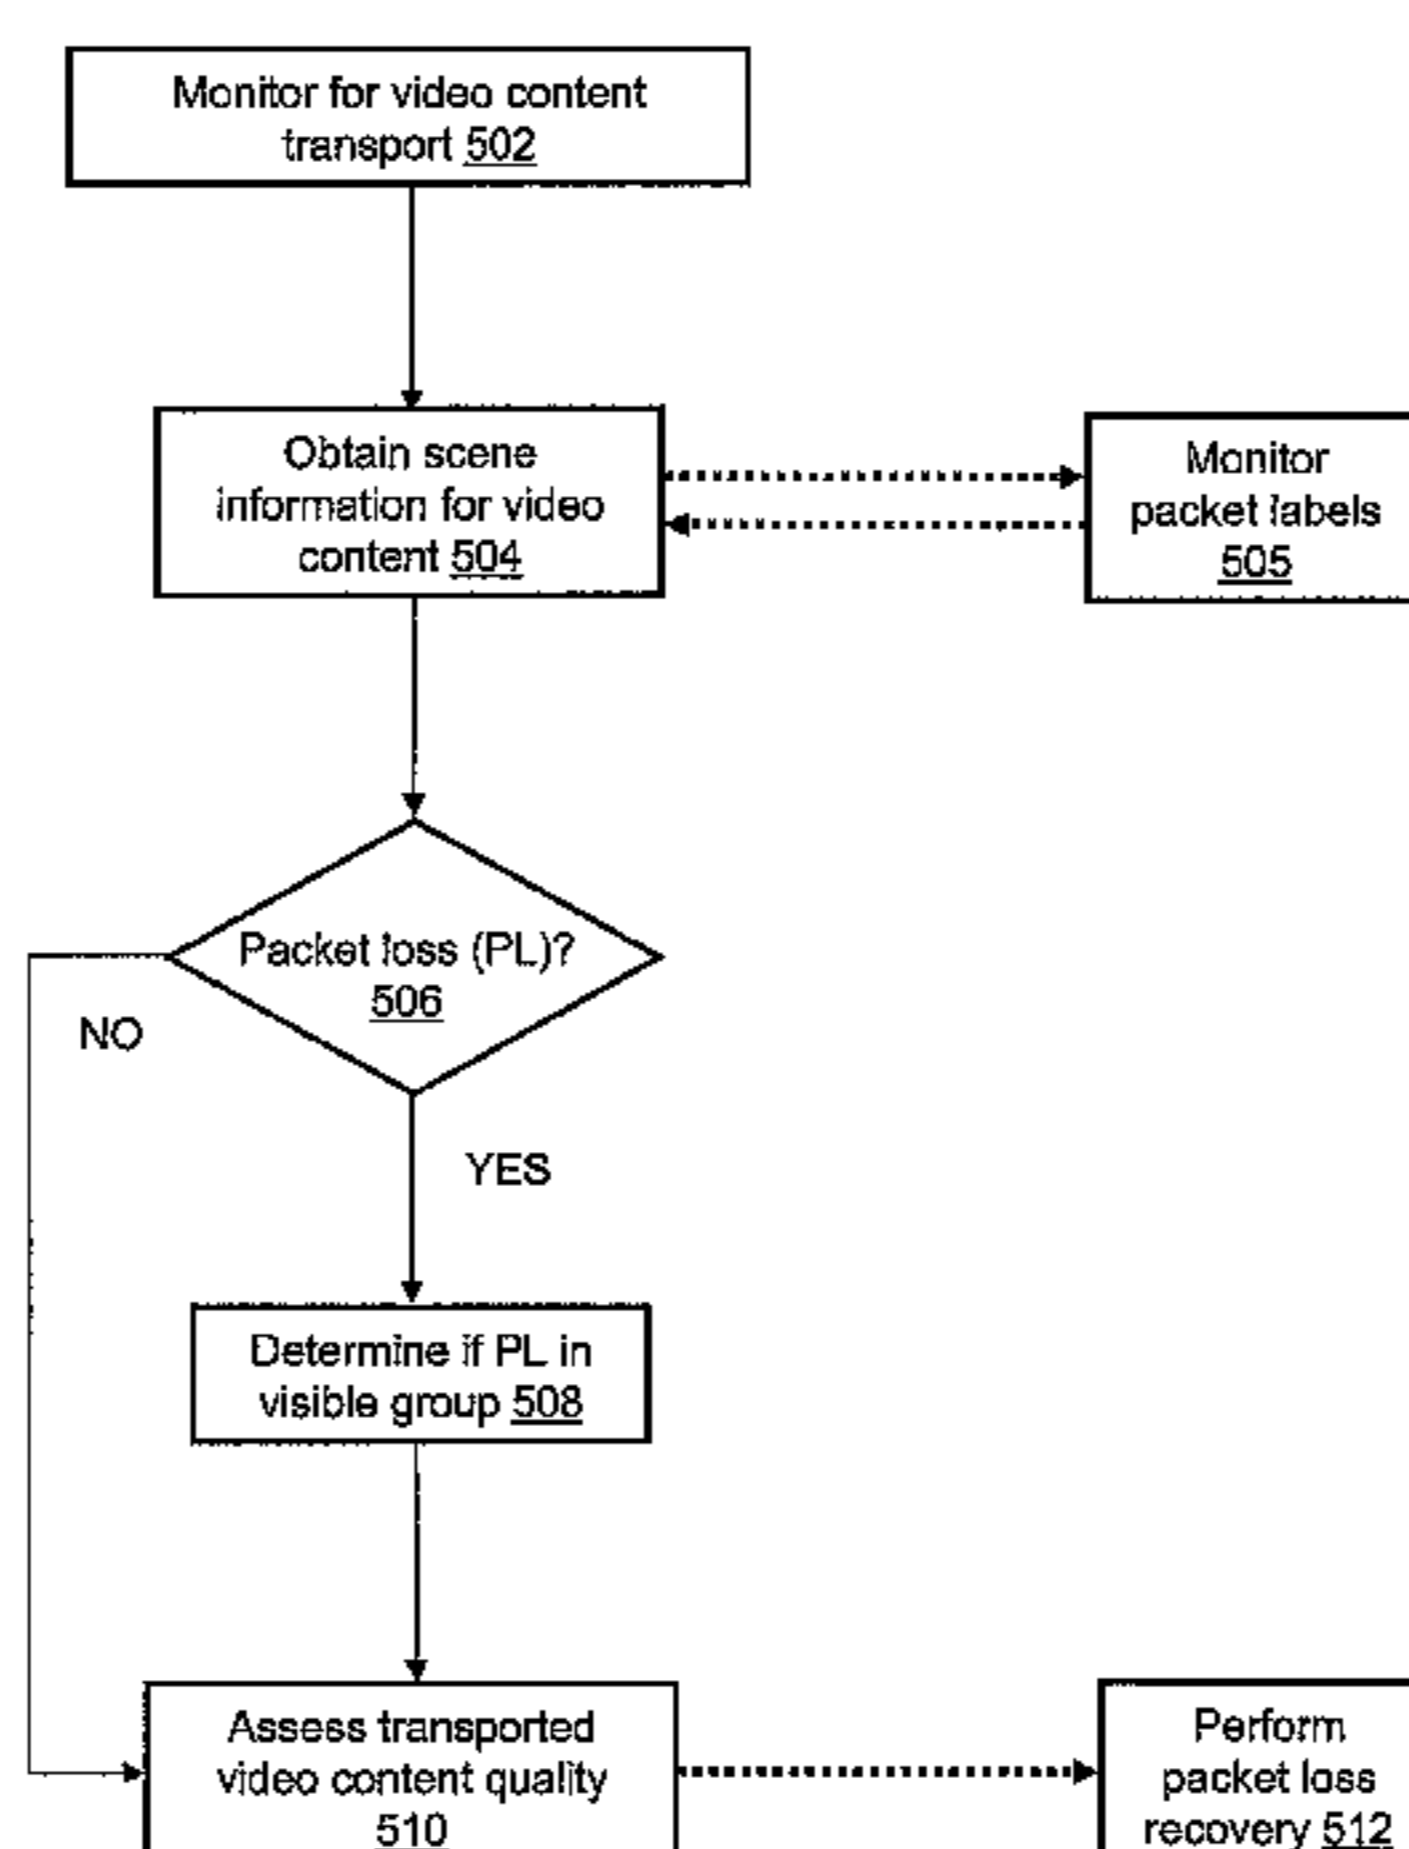 Monitor for video content
transport 502
Obtain scene
information for video
content 504
Monitor
packet labels
505
Packet loss (PL)?
506
NO
YES
Determine if PL in
visible group 508
Assess transported
video content quality
510
Perform
packet loss
recovery 512